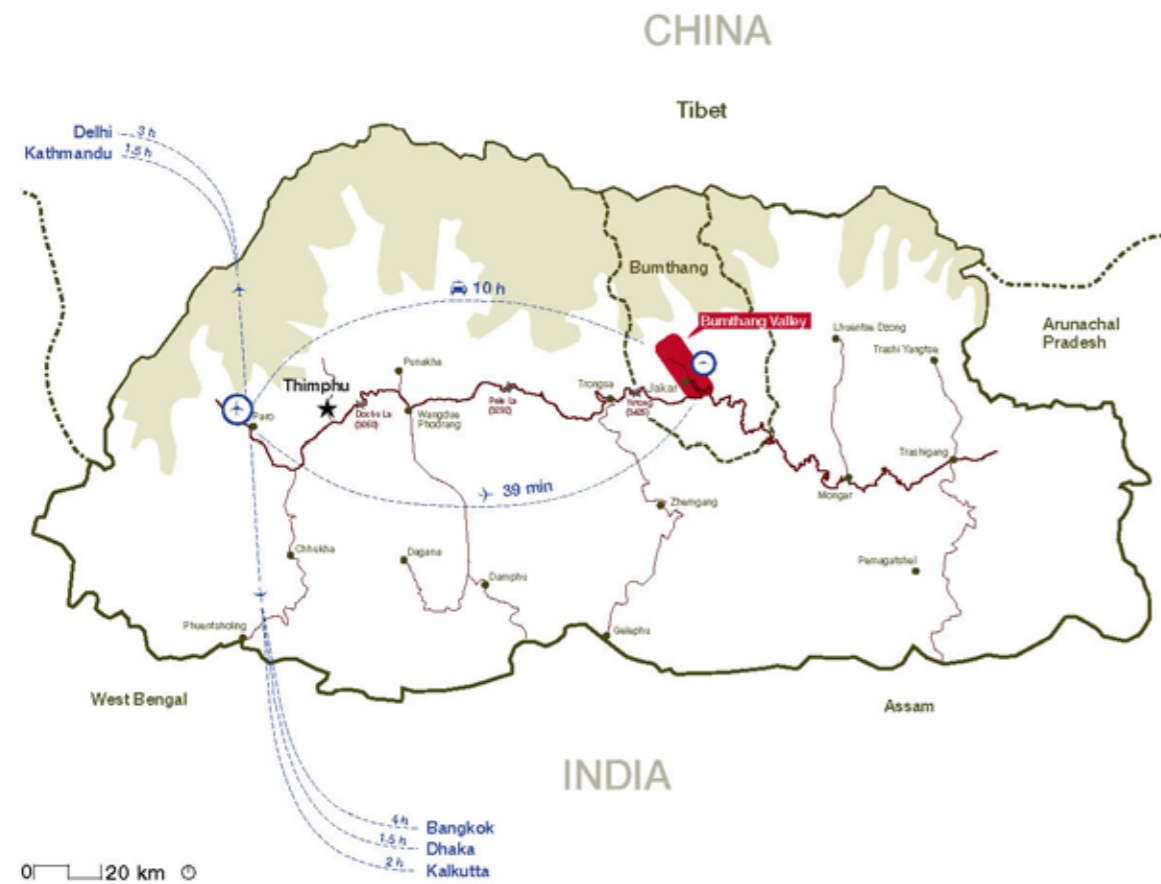 CHINA
Tibet
Delhi
3 h
Kathmandu
1.5 h
Bumthang
10 h
Bumthang Valley
Arunachal
Pradesh
Lhuentse Dzong
Trashi Yangtse
Punakha
Thimphu
Trongsa
Jakar
Paro
Dochu La
Wangdue
Phodrang
Pele La
Trashigang
39 min
Mongar
Zhemgang
Chhukha
Dagana
Damphu
Pemagatshel
Phuentsholing
Gelephu
West Bengal
Assam
INDIA
4 h
Bangkok
1.5 h
Dhaka
2 h
Kalkutta
0
20 km